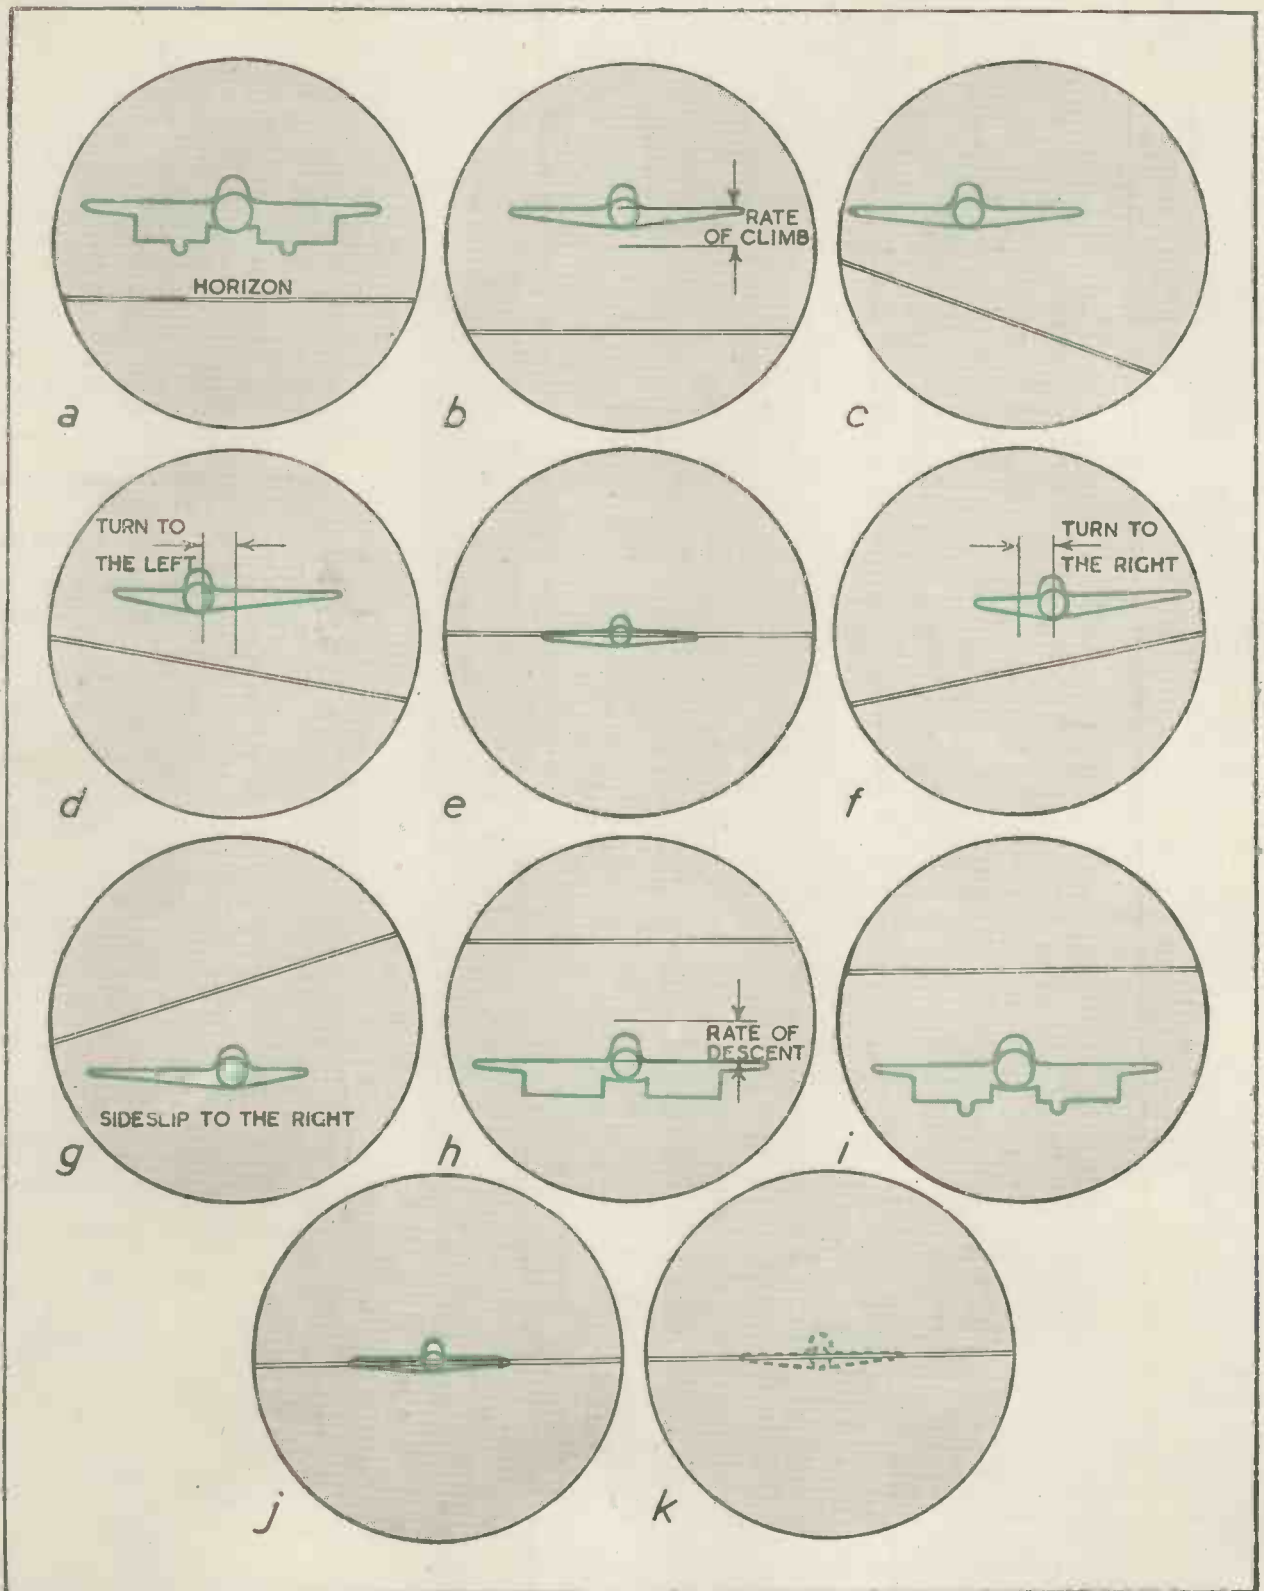 HORIZON
a
RATE
OF CLIMB
b
c
TURN TO
THE LEFT
d
e
TURN TO
THE RIGHT
f
SIDESLIP TO THE RIGHT
g
RATE OF
DESCENT
h
i
j
k